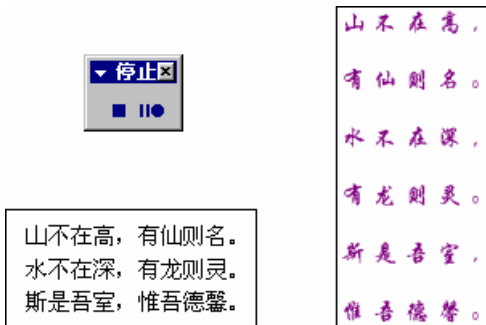 停止
山不在高，有仙则名。
水不在深，有龙则灵。
斯是吾室，惟吾德馨。
山不在高，
有仙则名。
水不在深，
有龙则灵。
斯是吾室，
惟吾德馨。